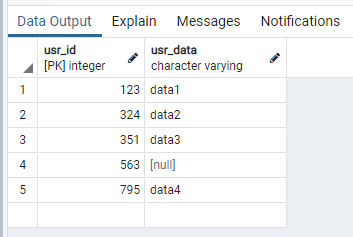 Data Output Explain Messages Notifications
usr_id usr_data
[PK] integer character varying
1 123 data1
2 324 data2
3 351 data3
4 563 [null]
5 795 data4